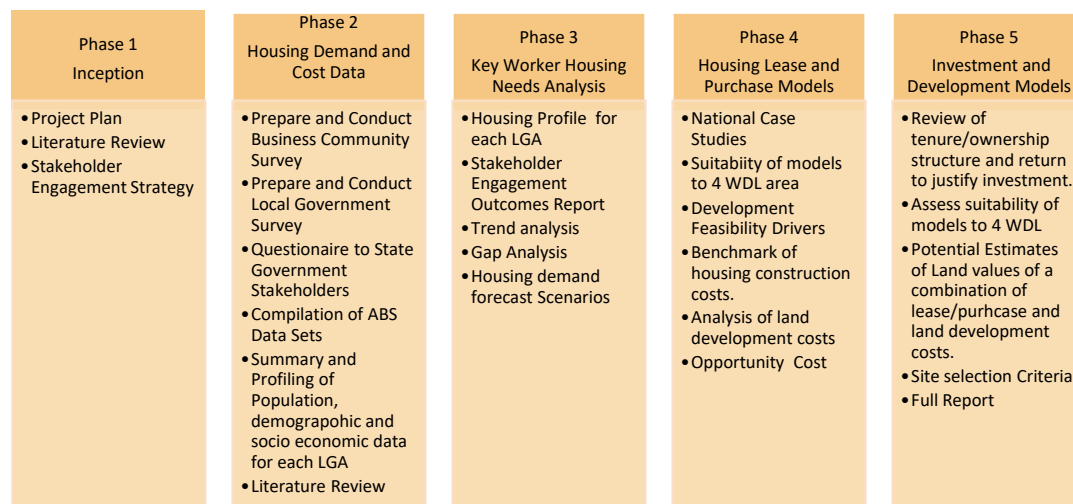 Phase 1
Inception
•Project Plan
•Literature Review
•Stakeholder
Engagement Strategy
Phase 2
Housing Demand and
Cost Data
•Prepare and Conduct
Business Community
Survey
•Prepare and Conduct
Local Government
Survey
•Questionaire to State
Government
Stakeholders
•Compilation of ABS
Data Sets
•Summary and
Profiling of
Population,
demograpohic and
socio economic data
for each LGA
•Literature Review
Phase 3
Key Worker Housing
Needs Analysis
•Housing Profile for
each LGA
•Stakeholder
Engagement
Outcomes Report
•Trend analysis
•Gap Analysis
•Housing demand
forecast Scenarios
Phase 4
Housing Lease and
Purchase Models
•National Case
Studies
•Suitabiity of models
to 4 WDL area
•Development
Feasibility Drivers
•Benchmark of
housing construction
costs.
•Analysis of land
development costs
•Opportunity Cost
Phase 5
Investment and
Development Models
•Review of
tenure/ownership
structure and return
to justify investment.
•Assess suitability of
models to 4 WDL
•Potential Estimates
of Land values of a
combination of
lease/purhcase and
land development
costs.
•Site selection Criteria
•Full Report